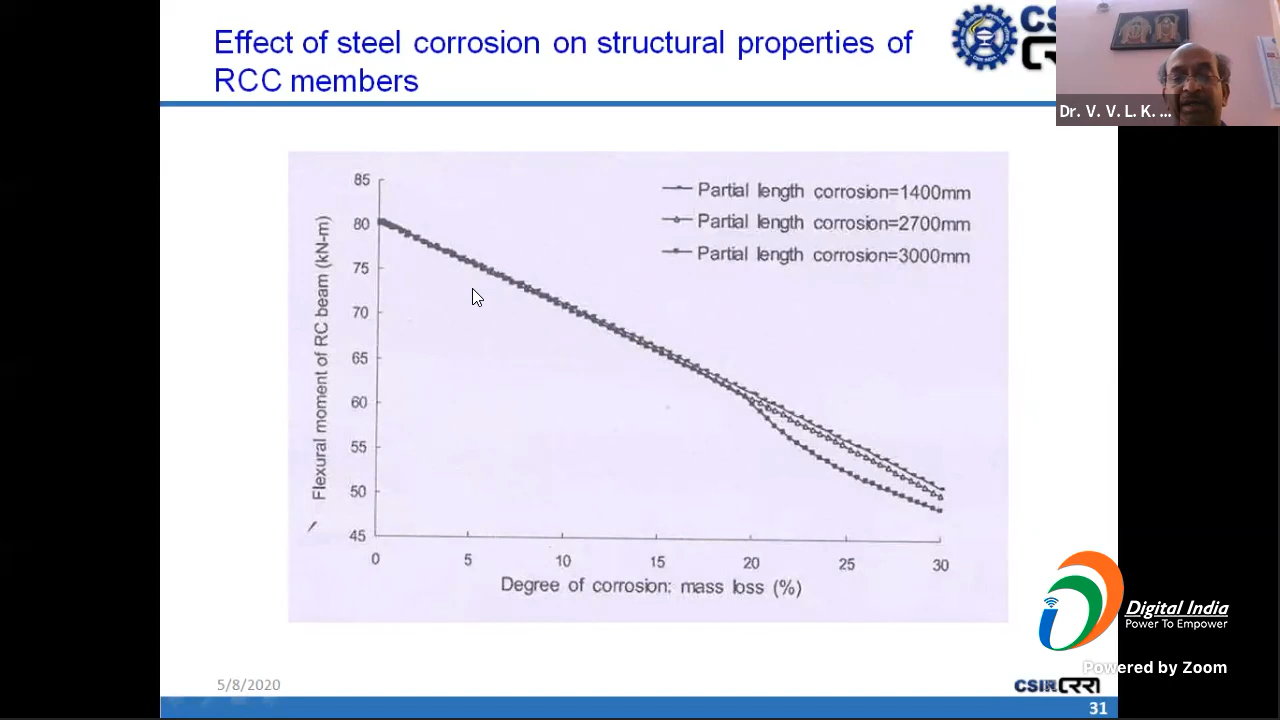 Effect of steel corrosion on structural properties of
RCC members
Dr. V. V. L. K. ...
Partial length corrosion=1400mm
Partial length corrosion=2700mm
Partial length corrosion=3000mm
Flexural moment of RC beam (kN-m)
85
80
75
70
65
60
55
50
45
0 5 10 15 20 25 30
Degree of corrosion: mass loss (%)
Digital India
Power To Empower
Powered by Zoom
5/8/2020
CSIR CRRI
31